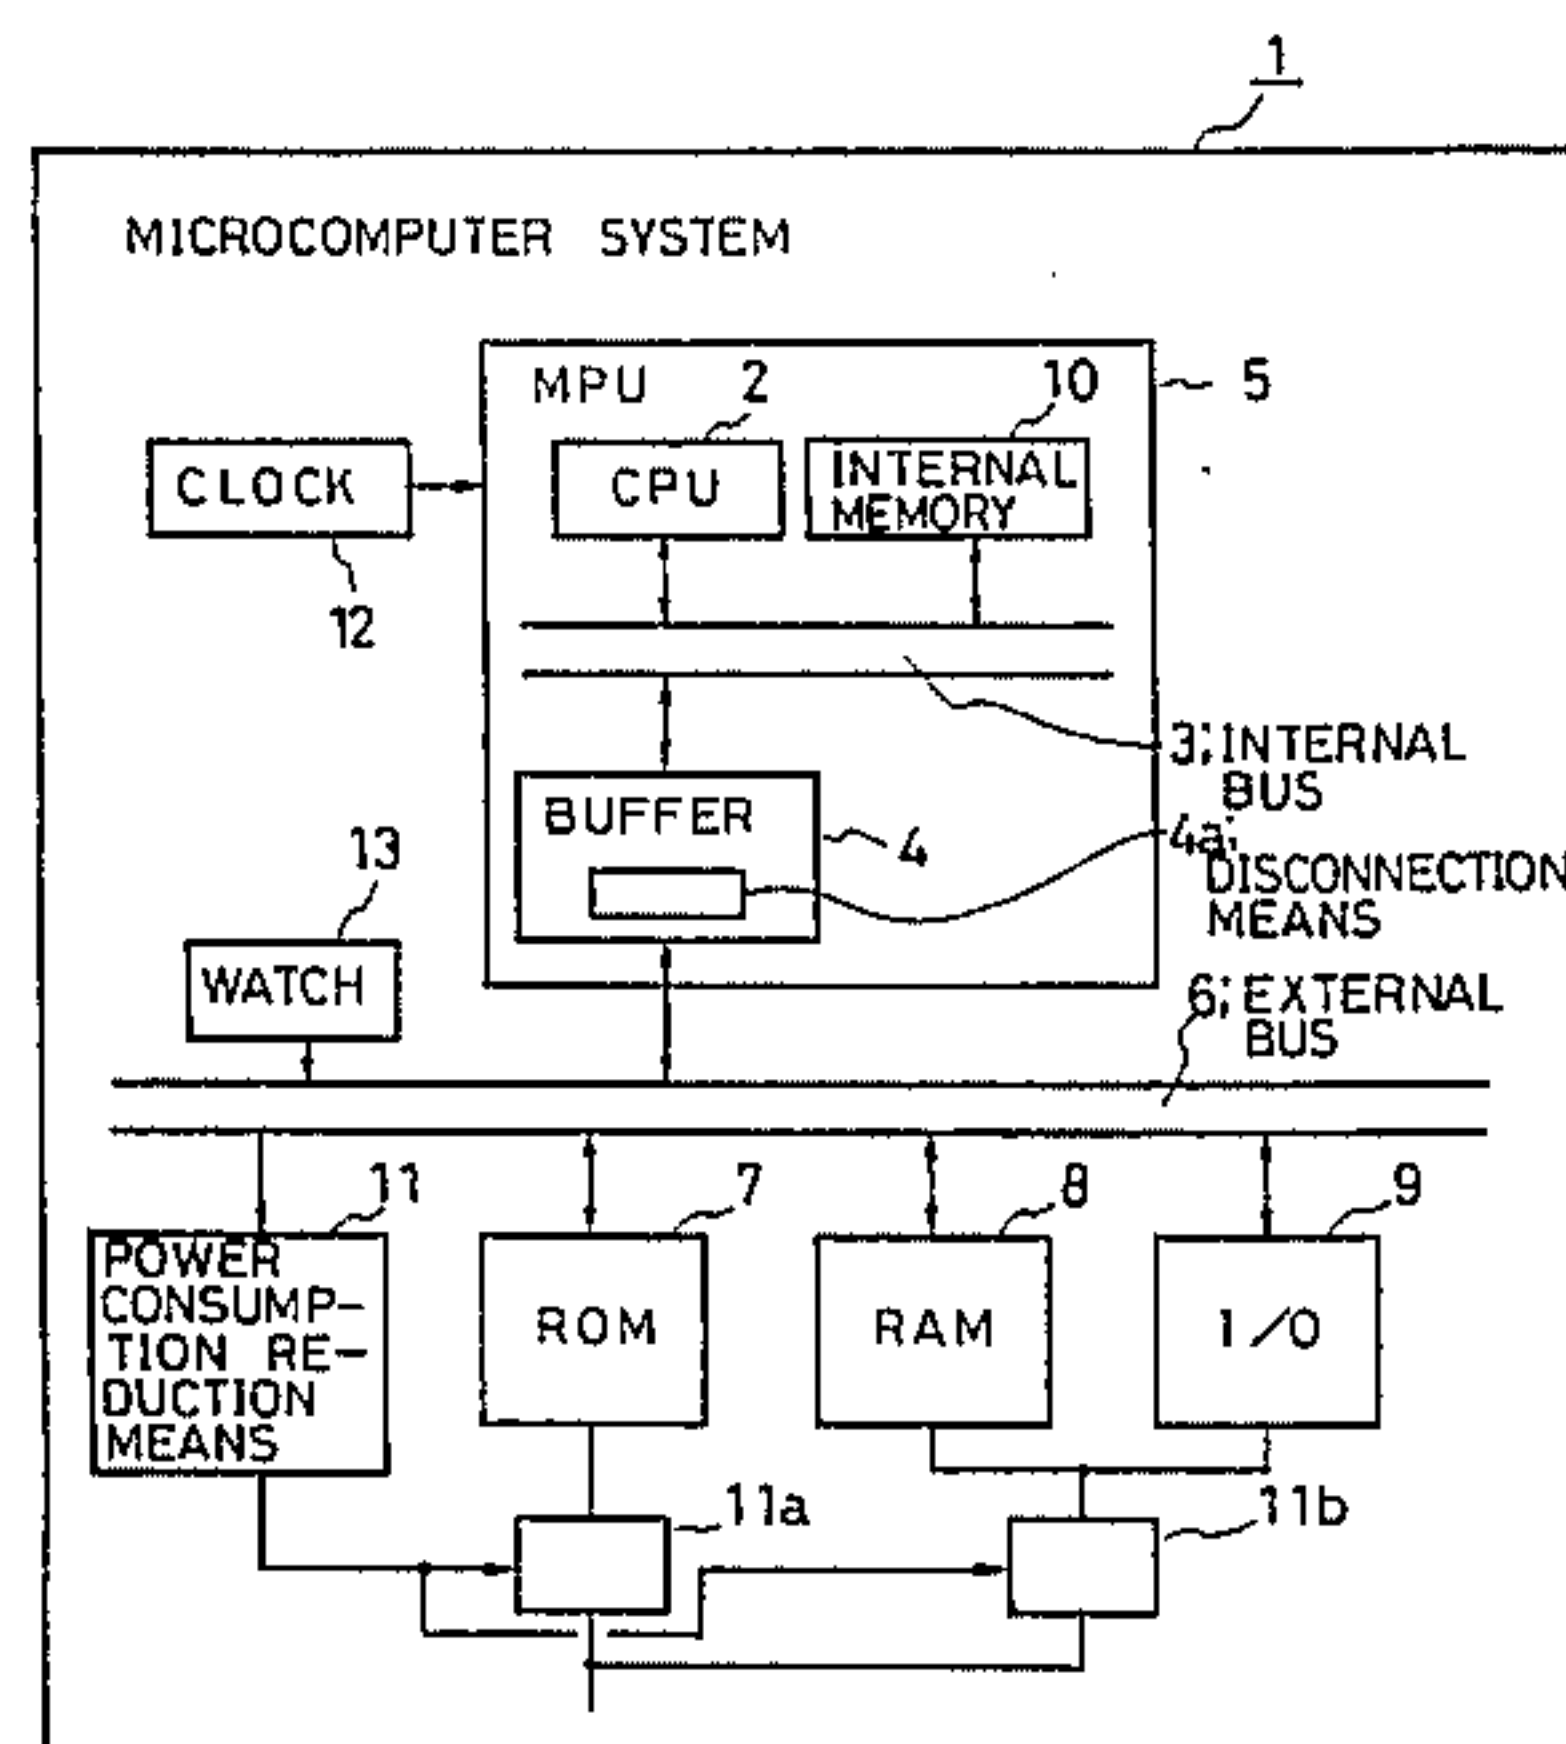 1
MICROCOMPUTER SYSTEM
MPU
2
10
5
CLOCK
CPU
INTERNAL
MEMORY
12
3; INTERNAL
BUS
BUFFER
4
4a;
DISCONNECTION
MEANS
13
WATCH
6; EXTERNAL
BUS
11
7
8
9
POWER
CONSUMP-
TION RE-
DUCTION
MEANS
ROM
RAM
I/O
11a
11b